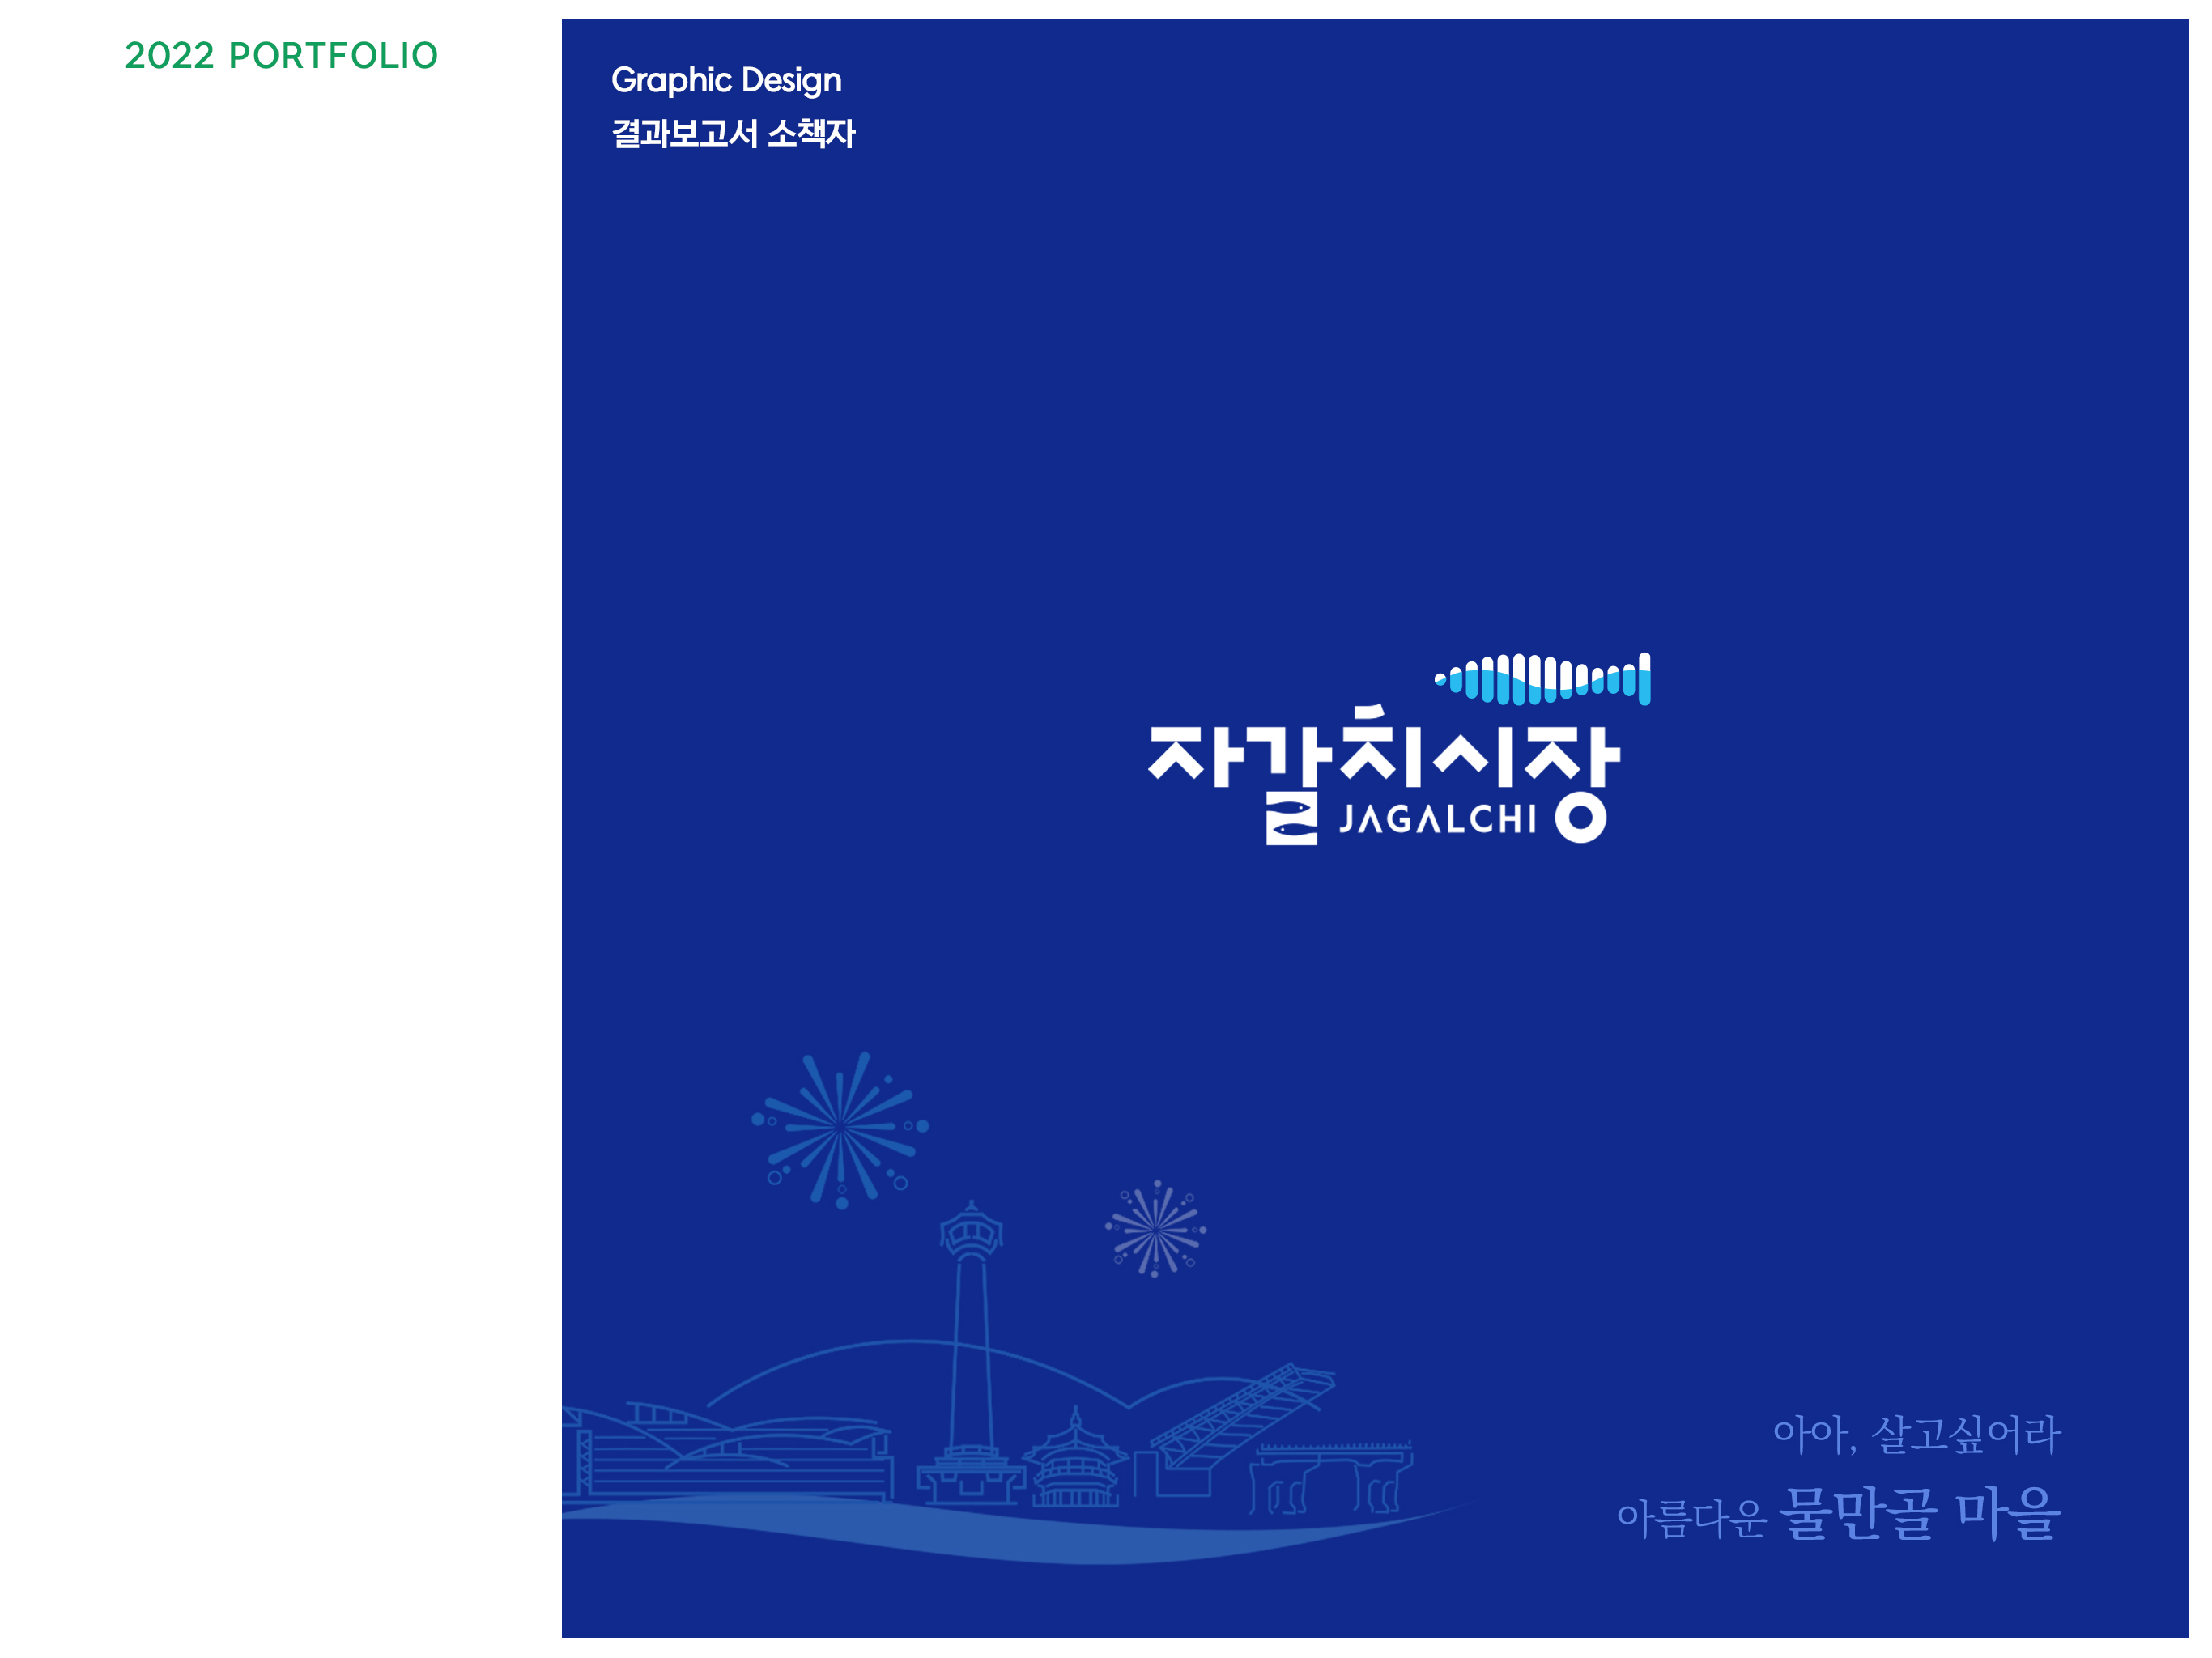 2022 PORTFOLIO
Graphic Design
결과보고서 소책자
자갈치시장
JAGALCHI
아아, 살고싶어라
아름다운 물만골 마을